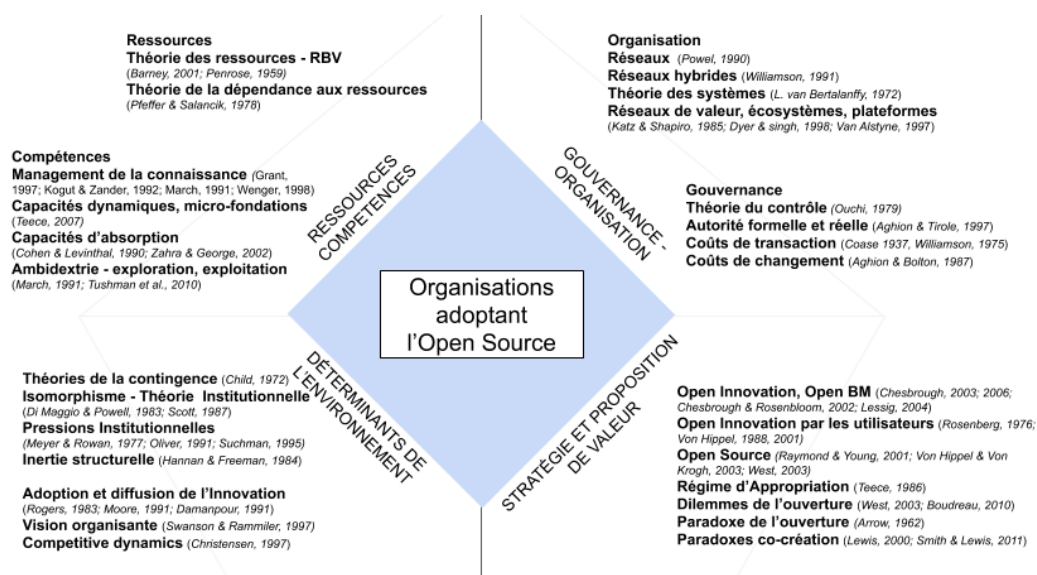 Ressources
Théorie des ressources - RBV
(Barney, 2001; Penrose, 1959)
Théorie de la dépendance aux ressources
(Pfeffer & Salancik, 1978)
Compétences
Management de la connaissance (Grant,
1997; Kogut & Zander, 1992; March, 1991; Wenger, 1998)
Capacités dynamiques, micro-fondations
(Teece, 2007)
Capacités d'absorption
(Cohen & Levinthal, 1990; Zahra & George, 2002)
Ambidextrie - exploration, exploitation
(March, 1991; Tushman et al., 2010)
RESSOURCES
COMPETENCES
Organisation
Réseaux (Powel, 1990)
Réseaux hybrides (Williamson, 1991)
Théorie des systèmes (L. van Bertalanffy, 1972)
Réseaux de valeur, écosystèmes, plateformes
(Katz & Shapiro, 1985; Dyer & singh, 1998; Van Alstyne, 1997)
GOUVERNANCE -
ORGANISATION
Gouvernance
Théorie du contrôle (Ouchi, 1979)
Autorité formelle et réelle (Aghion & Tirole, 1997)
Coûts de transaction (Coase 1937, Williamson, 1975)
Coûts de changement (Aghion & Bolton, 1987)
Organisations
adoptant
l'Open Source
Théories de la contingence (Child, 1972)
Isomorphisme - Théorie Institutionnelle
(Di Maggio & Powell, 1983; Scott, 1987)
Pressions Institutionnelles
(Meyer & Rowan, 1977; Oliver, 1991; Suchman, 1995)
Inertie structurelle (Hannan & Freeman, 1984)
Adoption et diffusion de l'Innovation
(Rogers, 1983; Moore, 1991; Damanpour, 1991)
Vision organisante (Swanson & Rammiler, 1997)
Competitive dynamics (Christensen, 1997)
DÉTERMINANTS DE
L'ENVIRONNEMENT
STRATÉGIE ET PROPOSITION
DE VALEUR
Open Innovation, Open BM (Chesbrough, 2003; 2006;
Chesbrough & Rosenbloom, 2002; Lessig, 2004)
Open Innovation par les utilisateurs (Rosenberg, 1976;
Von Hippel, 1988, 2001)
Open Source (Raymond & Young, 2001; Von Hippel & Von
Krogh, 2003; West, 2003)
Régime d'Appropriation (Teece, 1986)
Dilemmes de l'ouverture (West, 2003; Boudreau, 2010)
Paradoxe de l'ouverture (Arrow, 1962)
Paradoxes co-création (Lewis, 2000; Smith & Lewis, 2011)